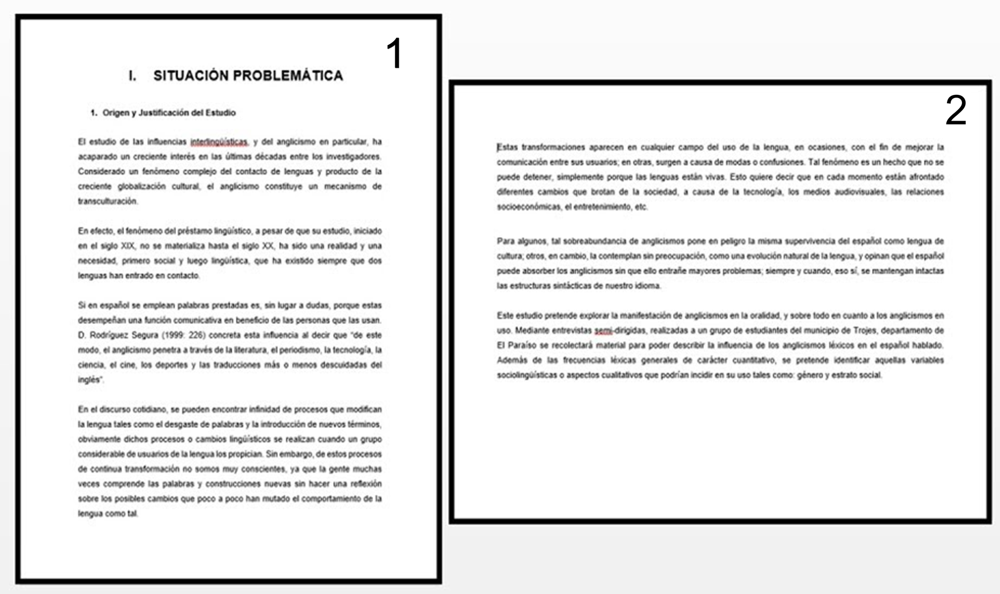 1
I. SITUACIÓN PROBLEMÁTICA
1. Origen y Justificación del Estudio
El estudio de las influencias interlingüísticas, y del anglicismo en particular, ha
acaparado un creciente interés en las últimas décadas entre los investigadores.
Considerado un fenómeno complejo del contacto de lenguas y producto de la
creciente globalización cultural, el anglicismo constituye un mecanismo de
transculturación.
En efecto, el fenómeno del préstamo lingüístico, a pesar de que su estudio, iniciado
en el siglo XIX, no se materializa hasta el siglo XX, ha sido una realidad y una
necesidad, primero social y luego lingüística, que ha existido siempre que dos
lenguas han entrado en contacto.
Si en español se emplean palabras prestadas es, sin lugar a dudas, porque estas
desempeñan una función comunicativa en beneficio de las personas que las usan.
D. Rodríguez Segura (1999: 226) concreta esta influencia al decir que "de este
modo, el anglicismo penetra a través de la literatura, el periodismo, la tecnología, la
ciencia, el cine, los deportes y las traducciones más o menos descuidadas del
inglés".
En el discurso cotidiano, se pueden encontrar infinidad de procesos que modifican
la lengua tales como el desgaste de palabras y la introducción de nuevos términos,
obviamente dichos procesos o cambios lingüísticos se realizan cuando un grupo
considerable de usuarios de la lengua los propician. Sin embargo, de estos procesos
de continua transformación no somos muy conscientes, ya que la gente muchas
veces comprende las palabras y construcciones nuevas sin hacer una reflexión
sobre los posibles cambios que poco a poco han mutado el comportamiento de la
lengua como tal.
2
Estas transformaciones aparecen en cualquier campo del uso de la lengua, en ocasiones, con el fin de mejorar la
comunicación entre sus usuarios; en otras, surgen a causa de modas o confusiones. Tal fenómeno es un hecho que no se
puede detener, simplemente porque las lenguas están vivas. Esto quiere decir que en cada momento están afrontado
diferentes cambios que brotan de la sociedad, a causa de la tecnología, los medios audiovisuales, las relaciones
socioeconómicas, el entretenimiento, etc.
Para algunos, tal sobreabundancia de anglicismos pone en peligro la misma supervivencia del español como lengua de
cultura; otros, en cambio, la contemplan sin preocupación, como una evolución natural de la lengua, y opinan que el español
puede absorber los anglicismos sin que ello entrañe mayores problemas; siempre y cuando, eso sí, se mantengan intactas
las estructuras sintácticas de nuestro idioma.
Este estudio pretende explorar la manifestación de anglicismos en la oralidad, y sobre todo en cuanto a los anglicismos en
uso. Mediante entrevistas semi-dirigidas, realizadas a un grupo de estudiantes del municipio de Trojes, departamento de
El Paraíso se recolectará material para poder describir la influencia de los anglicismos léxicos en el español hablado.
Además de las frecuencias léxicas generales de carácter cuantitativo, se pretende identificar aquellas variables
sociolingüísticas o aspectos cualitativos que podrían incidir en su uso tales como: género y estrato social.